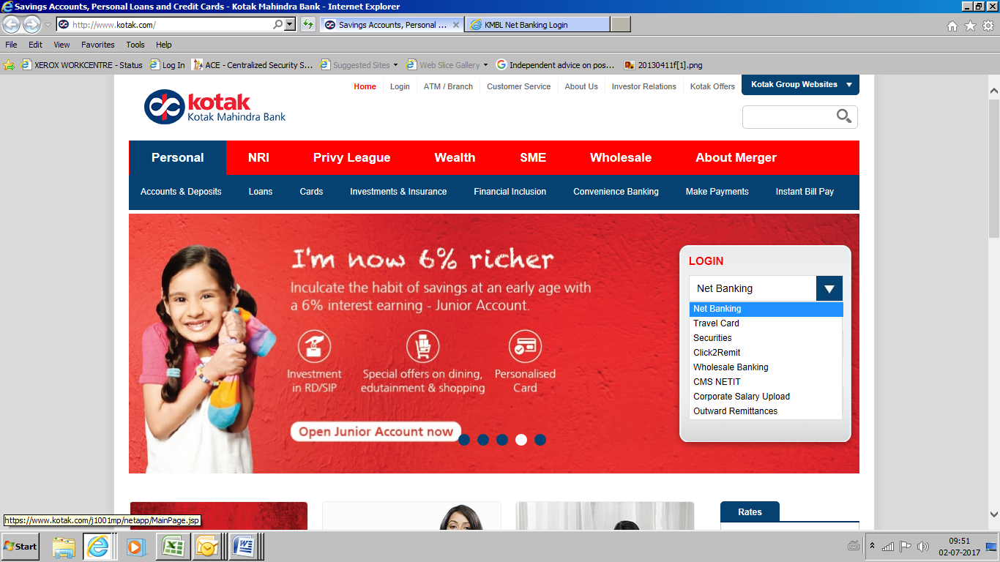 Savings Accounts, Personal Loans and Credit Cards - Kotak Mahindra Bank - Internet Explorer
http://www.kotak.com/
Savings Accounts, Personal ...
KMBL Net Banking Login
File Edit View Favorites Tools Help
XEROX WORKCENTRE - Status Log In ACE - Centralized Security S... Suggested Sites Web Slice Gallery Independent advice on pos... 20130411f[1].png
Home Login ATM / Branch Customer Service About Us Investor Relations Kotak Offers Kotak Group Websites
kotak
Kotak Mahindra Bank
Personal NRI Privy League Wealth SME Wholesale About Merger
Accounts & Deposits Loans Cards Investments & Insurance Financial Inclusion Convenience Banking Make Payments Instant Bill Pay
I'm now 6% richer
Inculcate the habit of savings at an early age with
a 6% interest earning - Junior Account.
Investment
in RD/SIP
Special offers on dining,
edutainment & shopping
Personalised
Card
Open Junior Account now
LOGIN
Net Banking
Net Banking
Travel Card
Securities
Click2Remit
Wholesale Banking
CMS NETIT
Corporate Salary Upload
Outward Remittances
Rates
https://www.kotak.com/j1001mp/netapp/MainPage.jsp
Start
09:51
02-07-2017